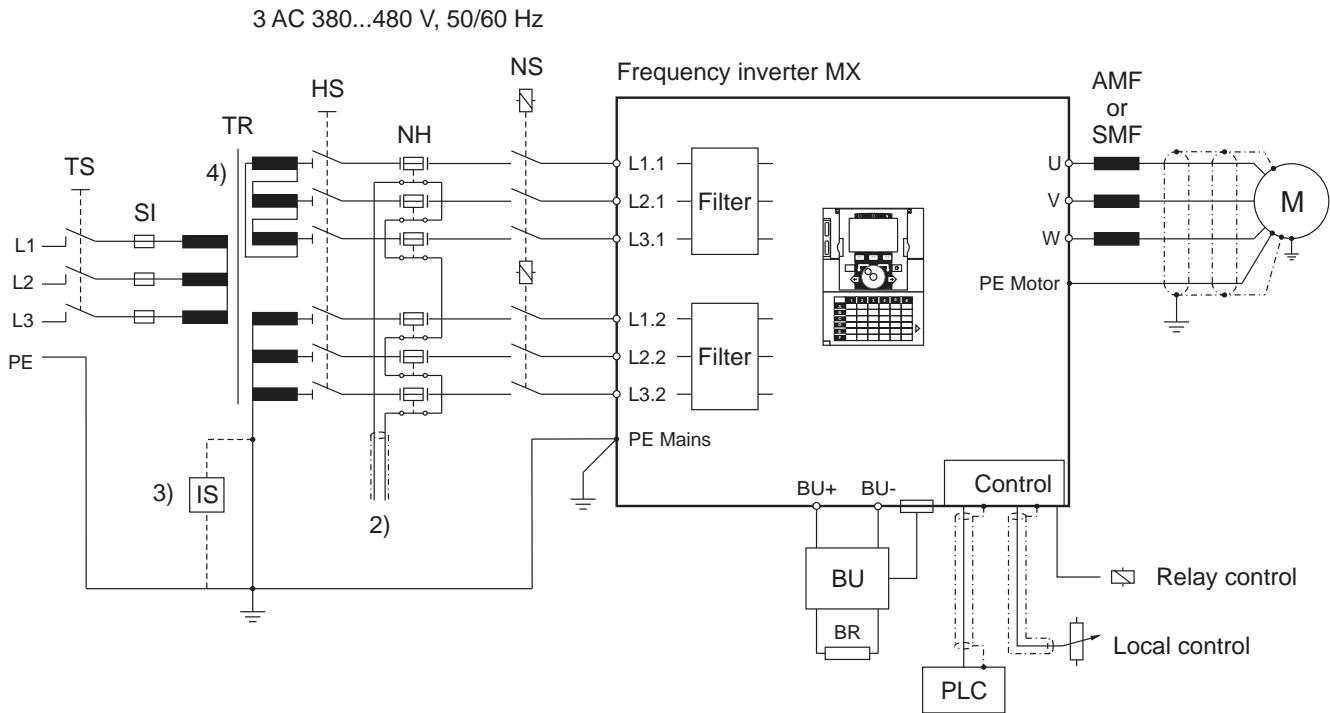 3 AC 380...480 V, 50/60 Hz
Frequency inverter MX
NS
HS
AMF
or
SMF
TR
NH
TS
4)
SI
L1
L2
L3
PE
L1.1
L2.1
L3.1
Filter
L1.2
L2.2
L3.2
Filter
PE Mains
U
V
W
PE Motor
M
3)
IS
2)
BU+
BU-
Control
BU
BR
PLC
Relay control
Local control